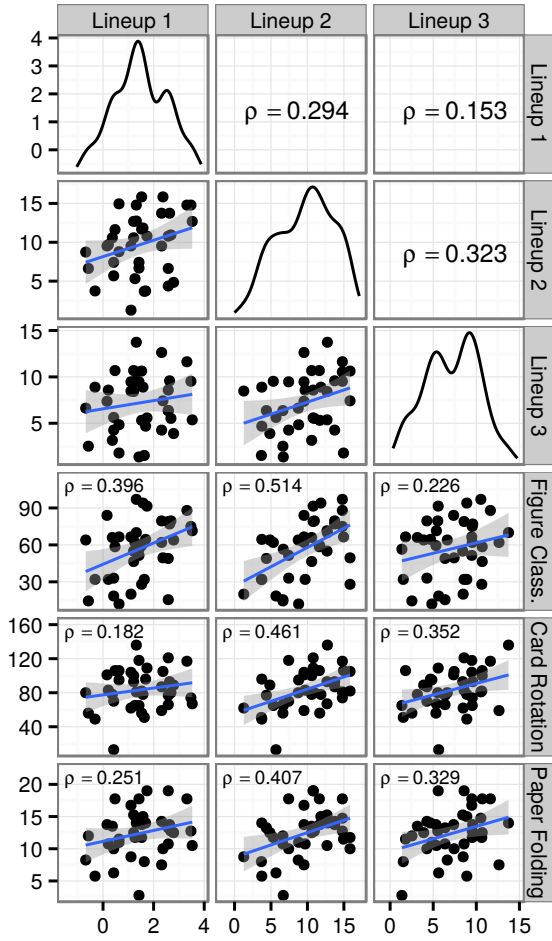 Lineup 1 Lineup 2 Lineup 3
4
3
2
1
0
ρ = 0.294
ρ = 0.153
Lineup 1
15
10
5
ρ = 0.323
Lineup 2
15
10
5
Lineup 3
90
60
30
ρ = 0.396
ρ = 0.514
ρ = 0.226
Figure Class.
160
120
80
40
ρ = 0.182
ρ = 0.461
ρ = 0.352
Card Rotation
20
15
10
5
ρ = 0.251
ρ = 0.407
ρ = 0.329
Paper Folding
0 2 4 0 5 10 15 0 5 10 15